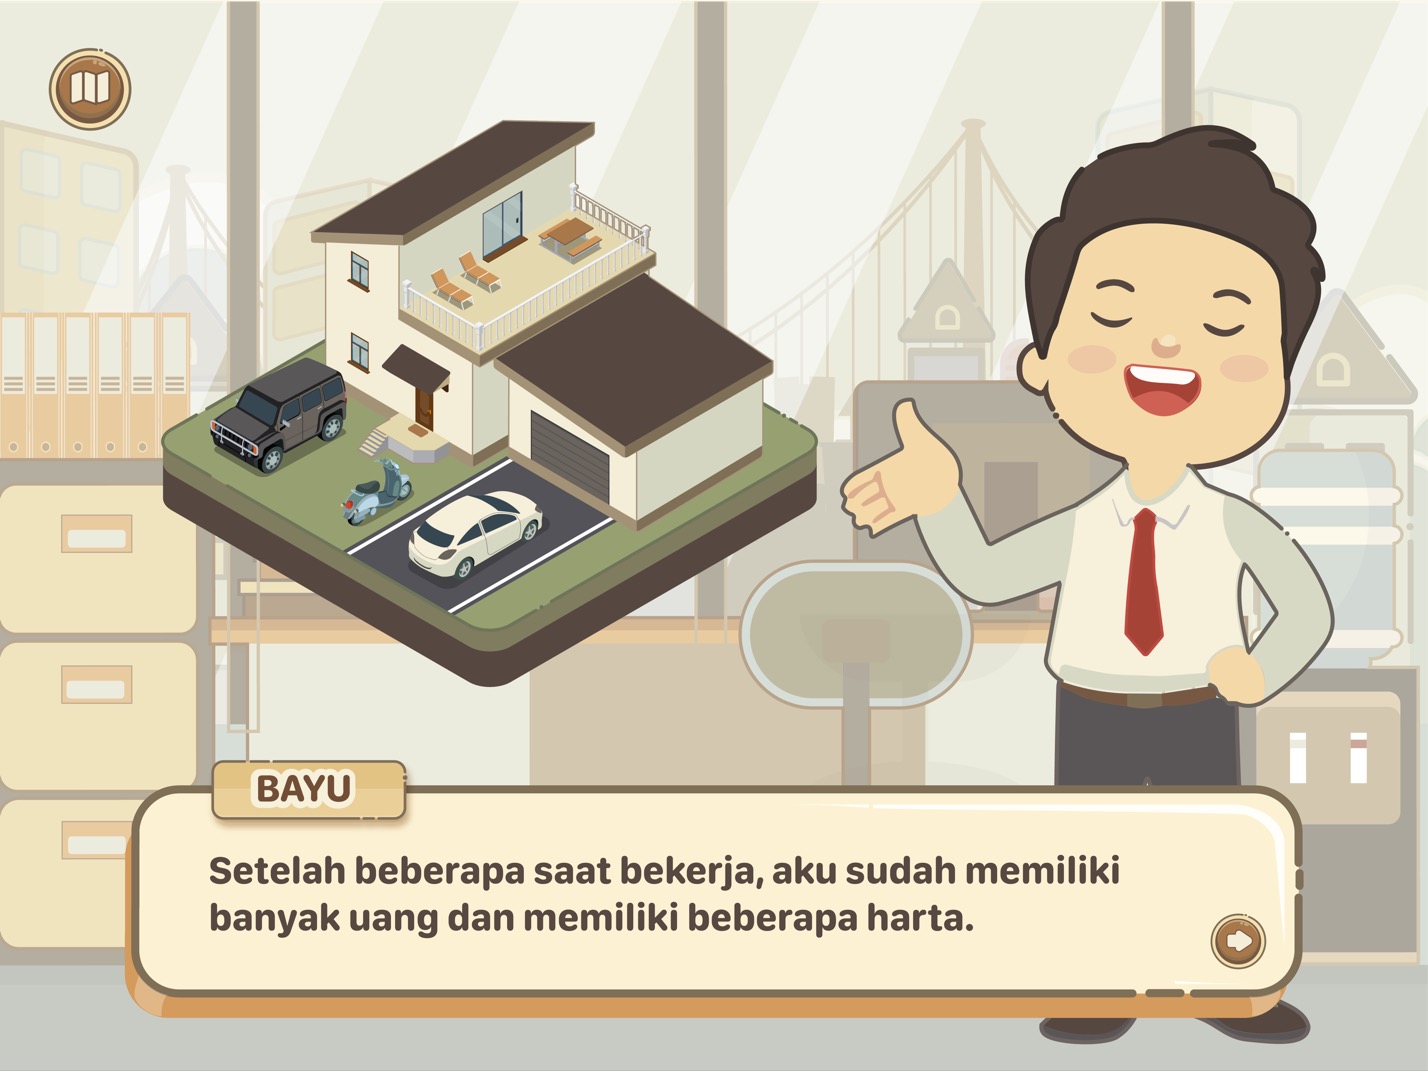 BAYU
Setelah beberapa saat bekerja, aku sudah memiliki
banyak uang dan memiliki beberapa harta.